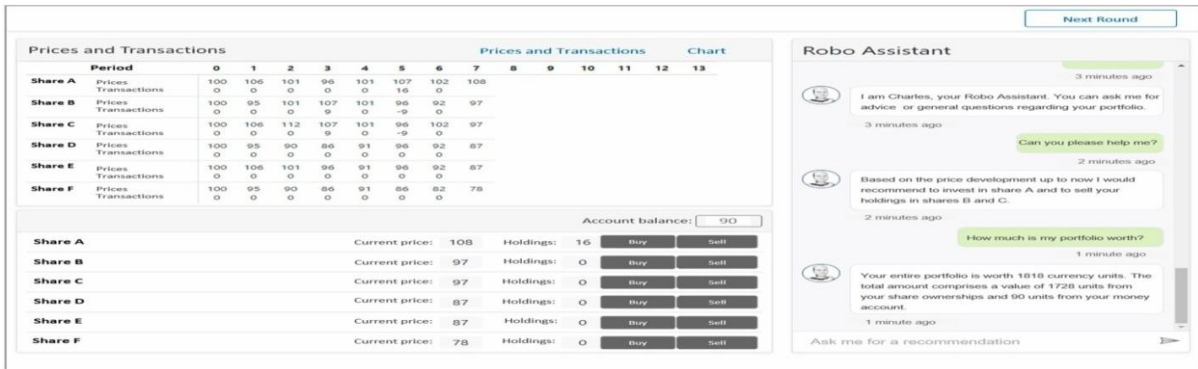 Next Round
Prices and Transactions Prices and Transactions Chart
Period 0 1 2 3 4 5 6 7 8 9 10 11 12 13
Share A Prices 100 106 101 96 101 107 102 108
Transactions 0 0 0 0 0 16 0
Share B Prices 100 95 101 107 101 96 92 97
Transactions 0 0 0 9 0 -9 0
Share C Prices 100 106 112 107 101 96 102 97
Transactions 0 0 0 9 0 -9 0
Share D Prices 100 95 90 86 91 96 92 87
Transactions 0 0 0 0 0 0 0
Share E Prices 100 106 101 96 91 96 92 87
Transactions 0 0 0 0 0 0 0
Share F Prices 100 95 90 86 91 86 82 78
Transactions 0 0 0 0 0 0 0
Account balance: 90
Share A Current price: 108 Holdings: 16 Buy Sell
Share B Current price: 97 Holdings: 0 Buy Sell
Share C Current price: 97 Holdings: 0 Buy Sell
Share D Current price: 87 Holdings: 0 Buy Sell
Share E Current price: 87 Holdings: 0 Buy Sell
Share F Current price: 78 Holdings: 0 Buy Sell
Robo Assistant
3 minutes ago
I am Charles, your Robo Assistant. You can ask me for
advice or general questions regarding your portfolio.
3 minutes ago
Can you please help me?
2 minutes ago
Based on the price development up to now I would
recommend to invest in share A and to sell your
holdings in shares B and C.
2 minutes ago
How much is my portfolio worth?
1 minute ago
Your entire portfolio is worth 1818 currency units. The
total amount comprises a value of 1728 units from
your share ownerships and 90 units from your money
account.
1 minute ago
Ask me for a recommendation